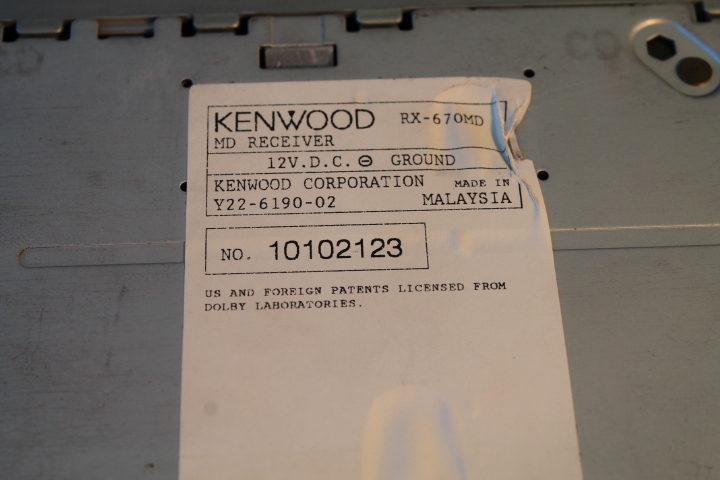 KENWOOD RX-670MD
MD RECEIVER
12V.D.C. ⊖ GROUND
KENWOOD CORPORATION MADE IN
Y22-6190-02 MALAYSIA
NO. 10102123
US AND FOREIGN PATENTS LICENSED FROM
DOLBY LABORATORIES.